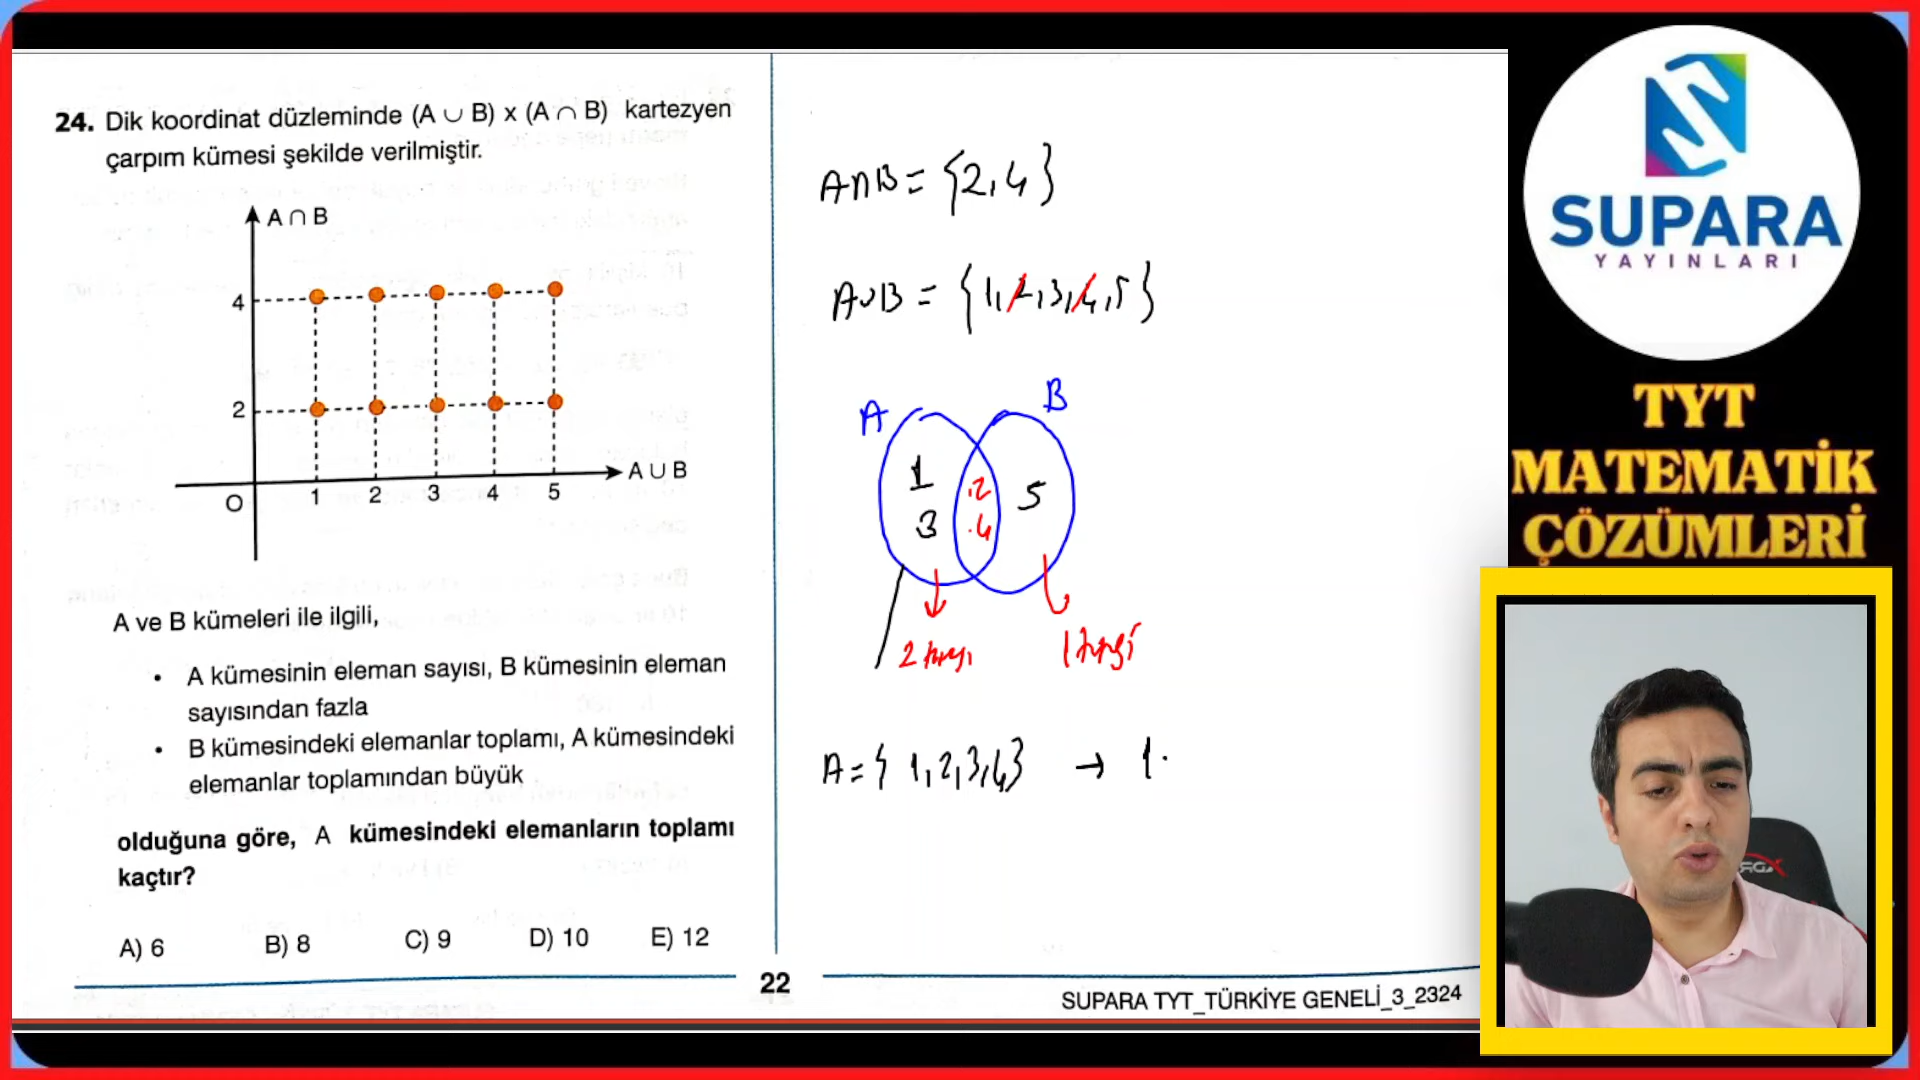 24. Dik koordinat düzleminde (A ∪ B) x (A ∩ B) kartezyen
çarpım kümesi şekilde verilmiştir.
A ∩ B
4
2
O
1 2 3 4 5
A ∪ B
A ve B kümeleri ile ilgili,
• A kümesinin eleman sayısı, B kümesinin eleman
sayısından fazla
• B kümesindeki elemanlar toplamı, A kümesindeki
elemanlar toplamından büyük
olduğuna göre, A kümesindeki elemanların toplamı
kaçtır?
A) 6 B) 8 C) 9 D) 10 E) 12
22
SUPARA TYT_TÜRKİYE GENELİ_3_2324
A∩B = {2, 4}
A∪B = {1, 2, 3, 4, 5}
A B
1 .2 5
3 .4
A = { 1, 2, 3, 4} → 1.
SUPARA
YAYINLARI
TYT
MATEMATİK
ÇÖZÜMLERİ